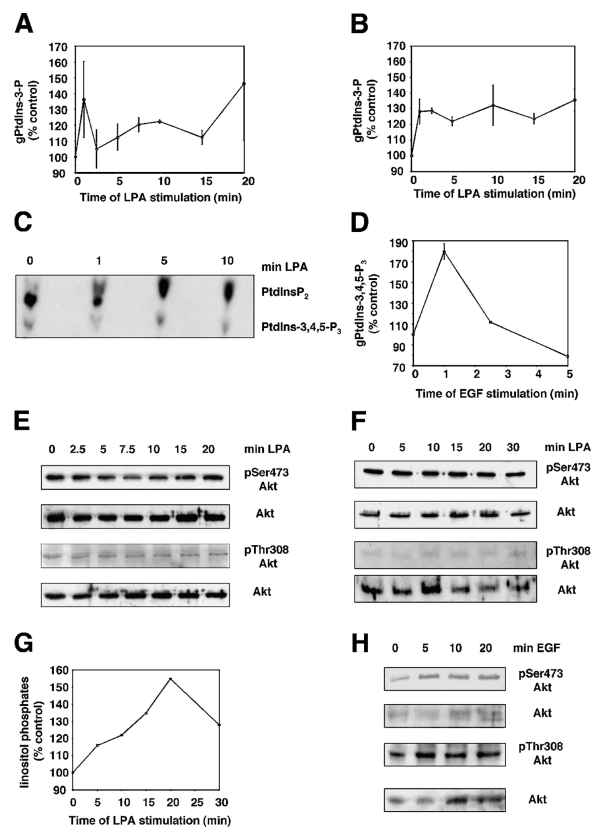 A
B
gPtdIns-3-P
(% control)
170
160
150
140
130
120
110
100
90
0 5 10 15 20
Time of LPA stimulation (min)
gPtdIns-3-P
(% control)
170
160
150
140
130
120
110
100
90
0 5 10 15 20
Time of LPA stimulation (min)
C
0 1 5 10 min LPA
PtdInsP2
PtdIns-3,4,5-P3
D
gPtdIns-3,4,5-P3
(% control)
190
170
150
130
110
90
70
0 1 2 3 4 5
Time of EGF stimulation (min)
E
0 2.5 5 7.5 10 15 20 min LPA
pSer473
Akt
Akt
pThr308
Akt
Akt
F
0 5 10 15 20 30 min LPA
pSer473
Akt
Akt
pThr308
Akt
Akt
G
Iinositol phosphates
(% control)
160
150
140
130
120
110
100
90
0 5 10 15 20 25 30
Time of LPA stimulation (min)
H
0 5 10 20 min EGF
pSer473
Akt
Akt
pThr308
Akt
Akt